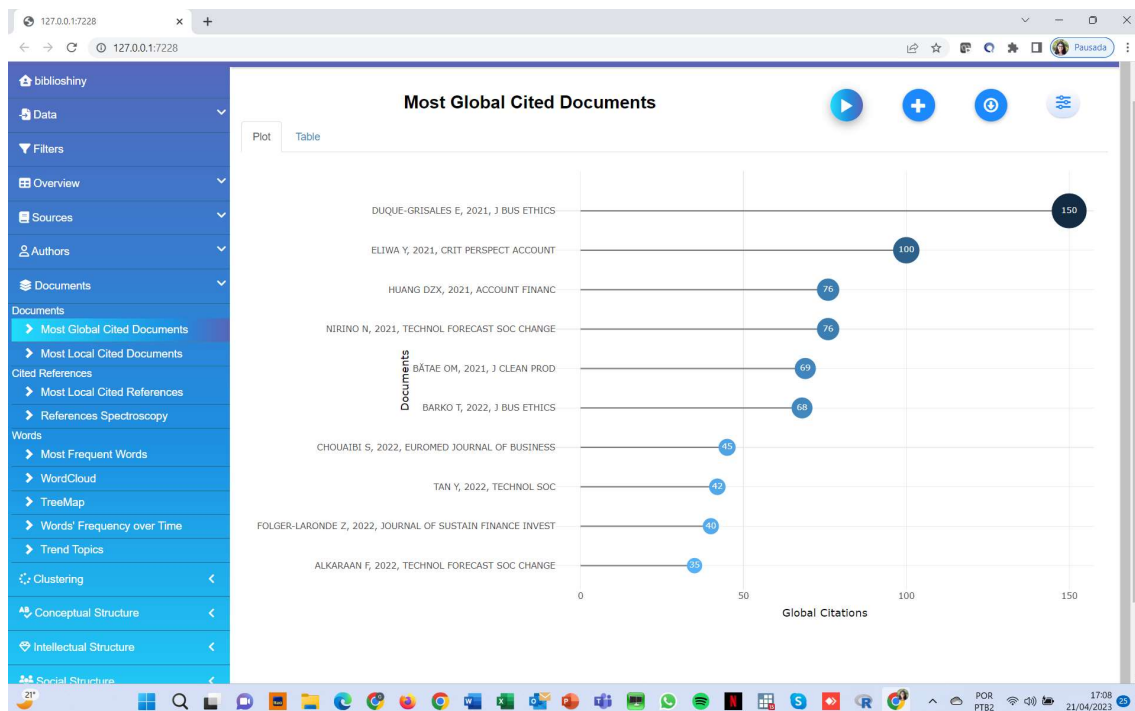 127.0.0.1:7228
127.0.0.1:7228
Pausada
biblioshiny
Data
Filters
Overview
Sources
Authors
Documents
Documents
Most Global Cited Documents
Most Local Cited Documents
Cited References
Most Local Cited References
References Spectroscopy
Words
Most Frequent Words
WordCloud
TreeMap
Words' Frequency over Time
Trend Topics
Clustering
Conceptual Structure
Intellectual Structure
Social Structure
Most Global Cited Documents
Plot Table
Documents
DUQUE-GRISALES E, 2021, J BUS ETHICS 150
ELIWA Y, 2021, CRIT PERSPECT ACCOUNT 100
HUANG DZX, 2021, ACCOUNT FINANC 76
NIRINO N, 2021, TECHNOL FORECAST SOC CHANGE 76
BĂTAE OM, 2021, J CLEAN PROD 69
BARKO T, 2022, J BUS ETHICS 68
CHOUAIBI S, 2022, EUROMED JOURNAL OF BUSINESS 45
TAN Y, 2022, TECHNOL SOC 42
FOLGER-LARONDE Z, 2022, JOURNAL OF SUSTAIN FINANCE INVEST 40
ALKARAAN F, 2022, TECHNOL FORECAST SOC CHANGE 35
0 50 100 150
Global Citations
21°
POR
PTB2
17:08
21/04/2023
25